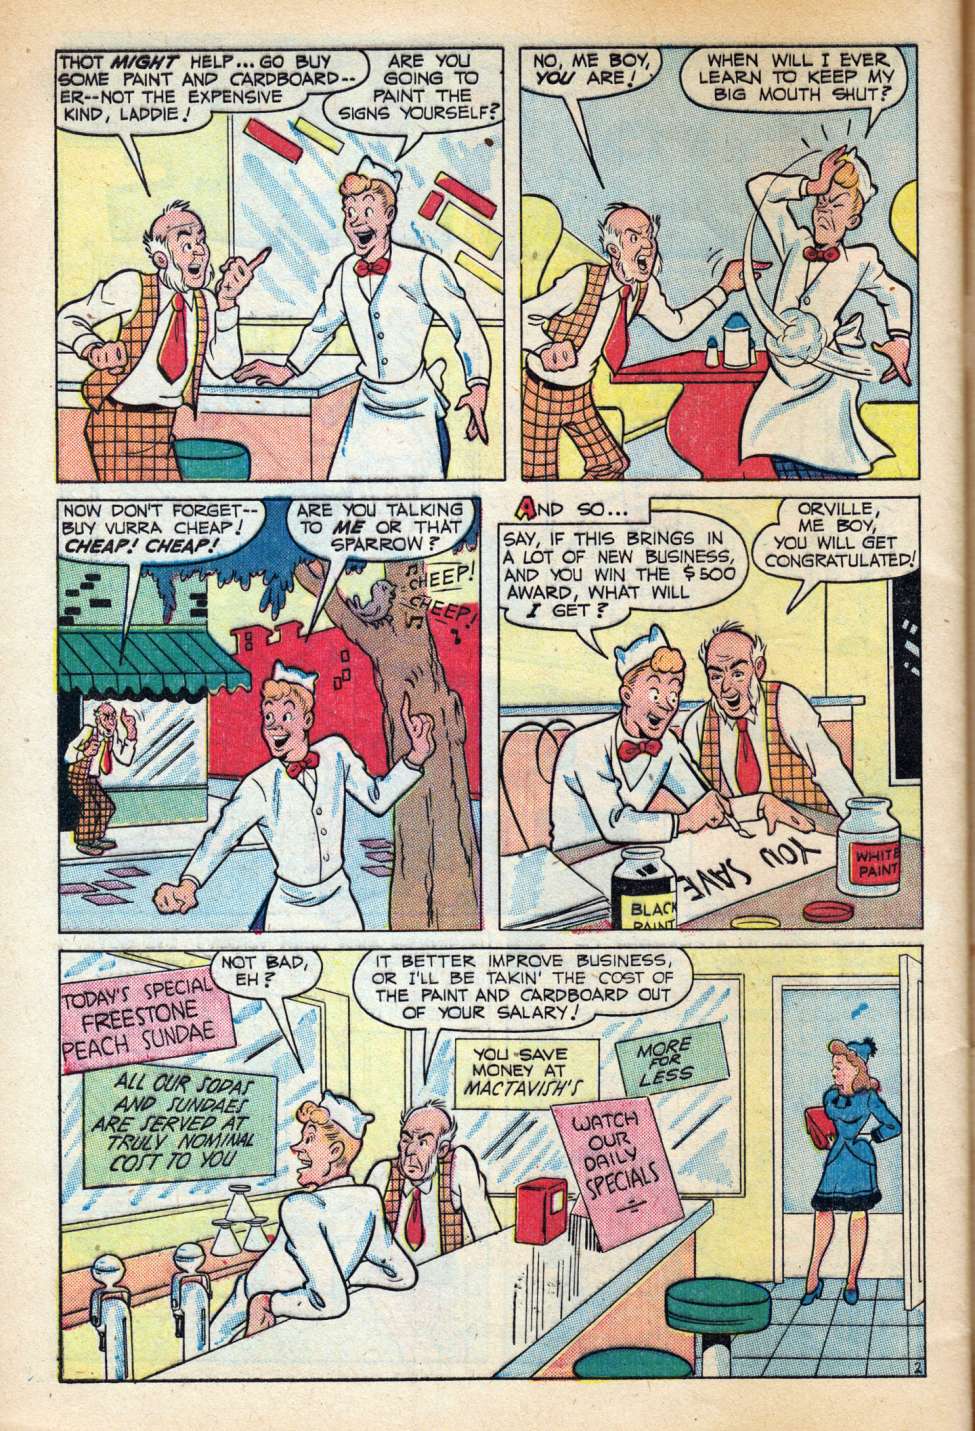 THOT MIGHT HELP... GO BUY
SOME PAINT AND CARDBOARD--
ER--NOT THE EXPENSIVE
KIND, LADDIE!
ARE YOU
GOING TO
PAINT THE
SIGNS YOURSELF?
NO, ME BOY,
YOU ARE!
WHEN WILL I EVER
LEARN TO KEEP MY
BIG MOUTH SHUT?
NOW DON'T FORGET--
BUY VURRA CHEAP!
CHEAP! CHEAP!
ARE YOU TALKING
TO ME OR THAT
SPARROW?
CHEEP!
CHEEP!
AND SO...
SAY, IF THIS BRINGS IN
A LOT OF NEW BUSINESS,
AND YOU WIN THE $500
AWARD, WHAT WILL
I GET?
ORVILLE,
ME BOY,
YOU WILL GET
CONGRATULATED!
YOU
SAVE
BLACK
PAINT
WHITE
PAINT
NOT BAD,
EH?
IT BETTER IMPROVE BUSINESS,
OR I'LL BE TAKIN' THE COST OF
THE PAINT AND CARDBOARD OUT
OF YOUR SALARY!
TODAY'S SPECIAL
FREESTONE
PEACH SUNDAE
ALL OUR SODAS
AND SUNDAES
ARE SERVED AT
TRULY NOMINAL
COST TO YOU
YOU SAVE
MONEY AT
MACTAVISH'S
MORE
FOR
LESS
WATCH
OUR
DAILY
SPECIALS
2